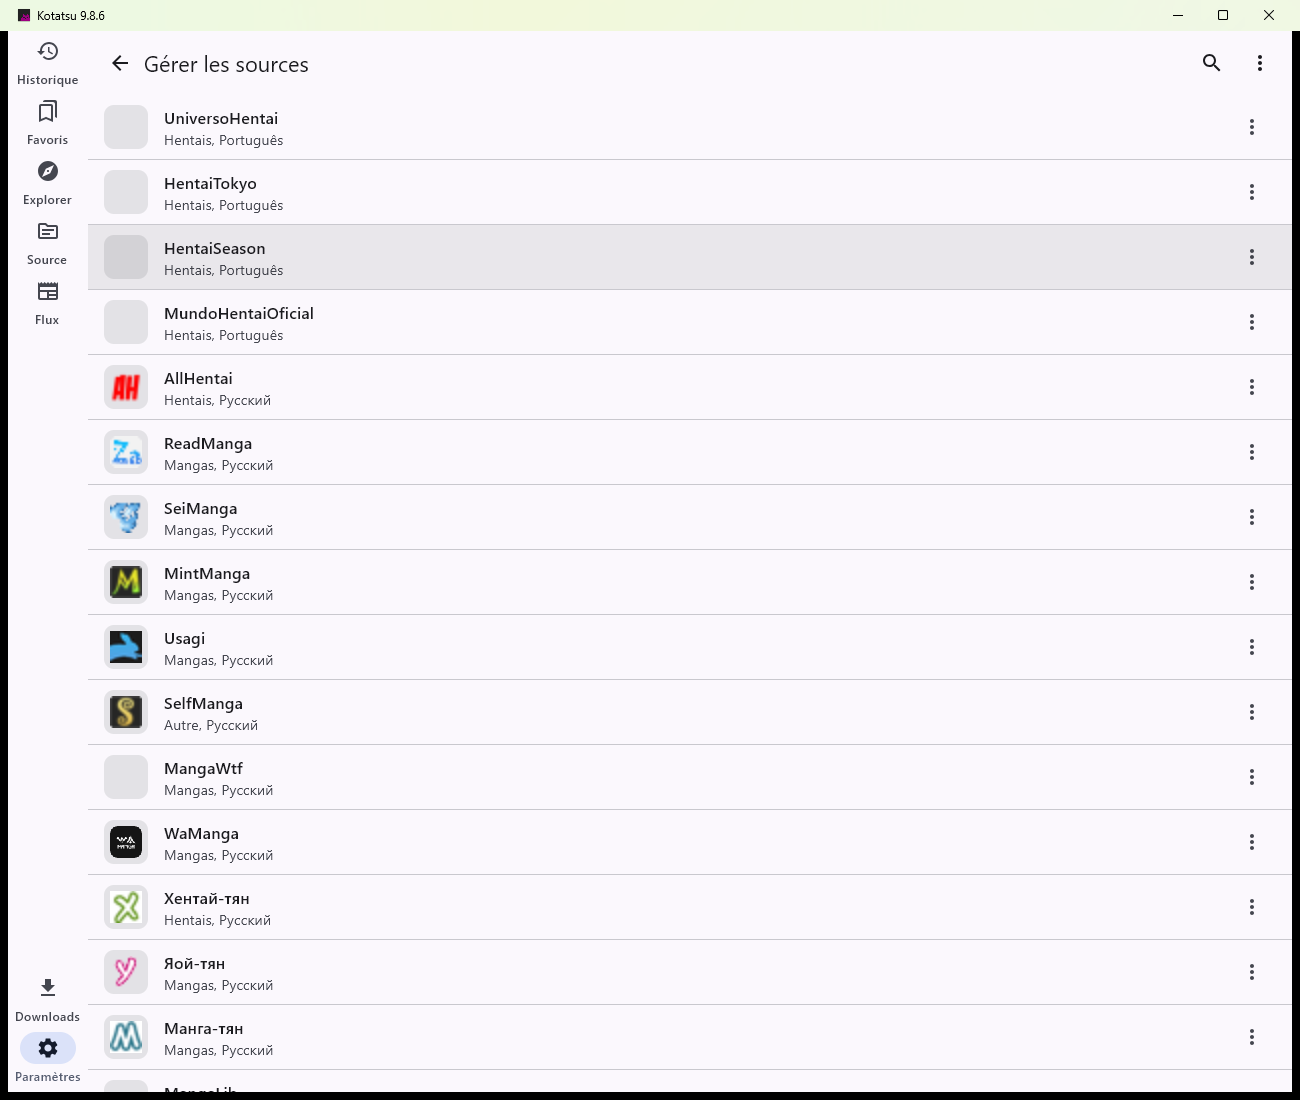 Kotatsu 9.8.6
Historique
Favoris
Explorer
Source
Flux
Downloads
Paramètres
Gérer les sources
UniversoHentai
Hentais, Português
HentaiTokyo
Hentais, Português
HentaiSeason
Hentais, Português
MundoHentaiOficial
Hentais, Português
AllHentai
Hentais, Русский
ReadManga
Mangas, Русский
SeiManga
Mangas, Русский
MintManga
Mangas, Русский
Usagi
Mangas, Русский
SelfManga
Autre, Русский
MangaWtf
Mangas, Русский
WaManga
Mangas, Русский
Хентай-тян
Hentais, Русский
Яой-тян
Mangas, Русский
Манга-тян
Mangas, Русский
MangaLib